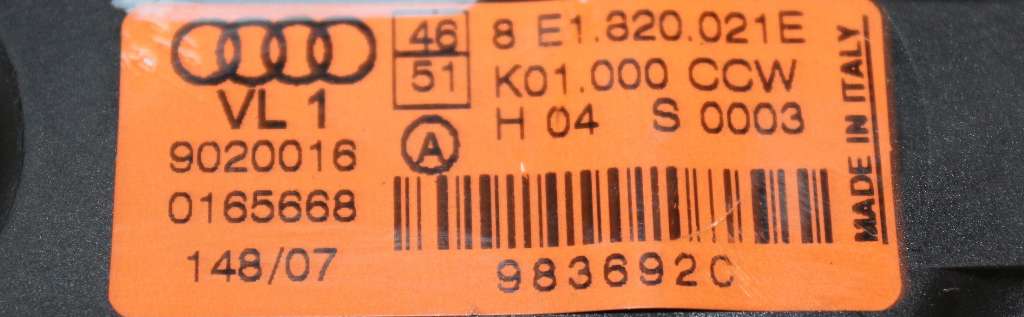 VL 1
9020016
0165668
148/07
46
51
A
8 E1.820.021E
K01.000 CCW
H 04 S 0003
983692C
MADE IN ITALY